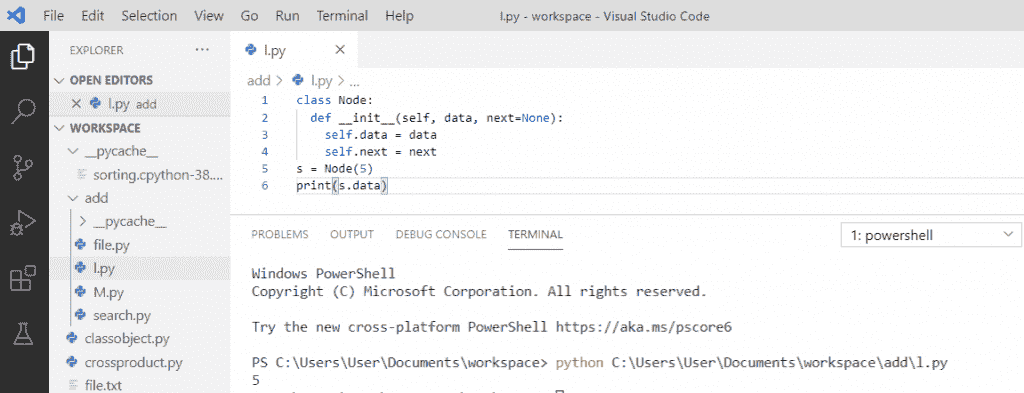 File Edit Selection View Go Run Terminal Help l.py - workspace - Visual Studio Code
EXPLORER ...
OPEN EDITORS
l.py add
WORKSPACE
__pycache__
sorting.cpython-38....
add
__pycache__
file.py
l.py
M.py
search.py
classobject.py
crossproduct.py
file.txt
l.py
add > l.py > ...
1 class Node:
2 def __init__(self, data, next=None):
3 self.data = data
4 self.next = next
5 s = Node(5)
6 print(s.data)
PROBLEMS OUTPUT DEBUG CONSOLE TERMINAL 1: powershell
Windows PowerShell
Copyright (C) Microsoft Corporation. All rights reserved.
Try the new cross-platform PowerShell https://aka.ms/pscore6
PS C:\Users\User\Documents\workspace> python C:\Users\User\Documents\workspace\add\l.py
5